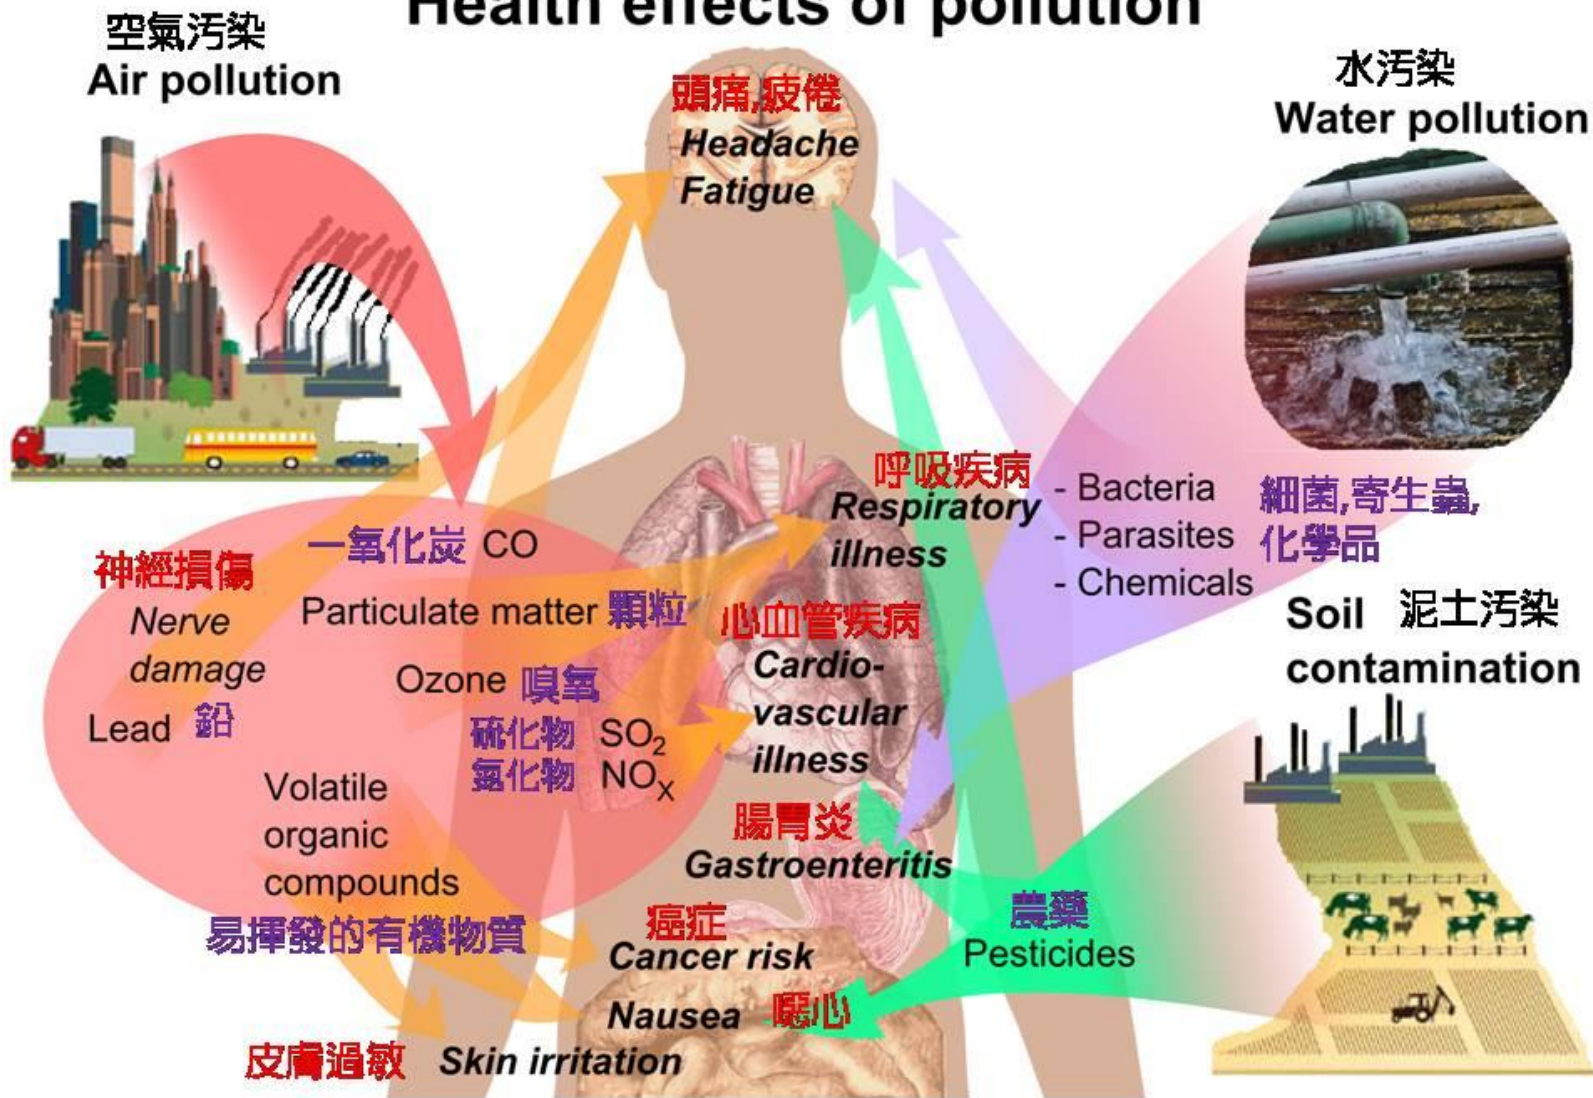 Health effects of pollution
空氣汚染
Air pollution
水汚染
Water pollution
頭痛,疲倦
Headache
Fatigue
呼吸疾病
Respiratory
illness
- Bacteria
- Parasites
- Chemicals
細菌,寄生蟲,
化學品
一氧化炭 CO
神經損傷
Nerve
damage
Particulate matter 顆粒
Ozone 嗅氧
Lead 鉛
硫化物 SO2
氮化物 NOX
Volatile
organic
compounds
易揮發的有機物質
心血管疾病
Cardio-
vascular
illness
Soil 泥土汚染
contamination
腸胃炎
Gastroenteritis
農藥
Pesticides
癌症
Cancer risk
Nausea 噁心
皮膚過敏 Skin irritation